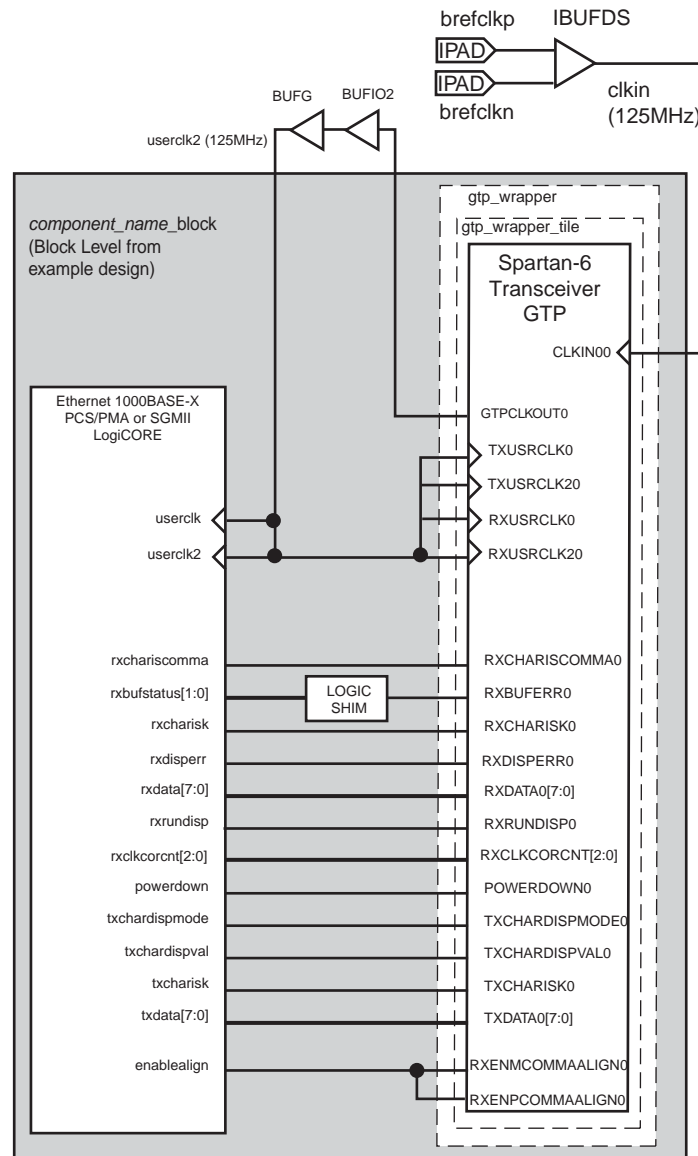 brefclkp
IBUFDS
IPAD
IPAD
brefclkn
clkin
(125MHz)
BUFG
BUFIO2
userclk2 (125MHz)
component_name_block
(Block Level from
example design)
gtp_wrapper
gtp_wrapper_tile
Spartan-6
Transceiver
GTP
CLKIN00
Ethernet 1000BASE-X
PCS/PMA or SGMII
LogiCORE
GTPCLKOUT0
TXUSRCLK0
TXUSRCLK20
userclk
RXUSRCLK0
userclk2
RXUSRCLK20
rxchariscomma
RXCHARISCOMMA0
rxbufstatus[1:0]
LOGIC
SHIM
RXBUFERR0
rxcharisk
RXCHARISK0
rxdisperr
RXDISPERR0
rxdata[7:0]
RXDATA0[7:0]
rxrundisp
RXRUNDISP0
rxclkcorcnt[2:0]
RXCLKCORCNT[2:0]
powerdown
POWERDOWN0
txchardispmode
TXCHARDISPMODE0
txchardispval
TXCHARDISPVAL0
txcharisk
TXCHARISK0
txdata[7:0]
TXDATA0[7:0]
enablealign
RXENMCOMMAALIGN0
RXENPCOMMAALIGN0